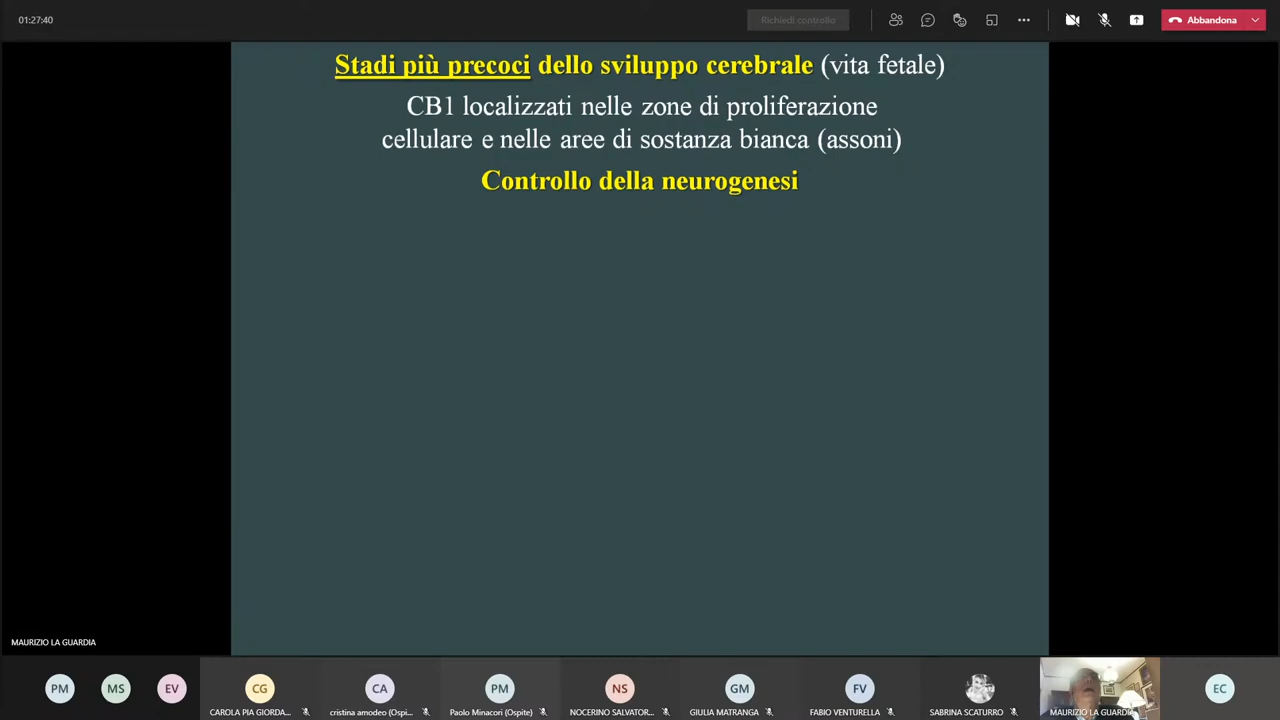 01:27:40
Richiedi controllo
Abbandona
Stadi più precoci dello sviluppo cerebrale (vita fetale)
CB1 localizzati nelle zone di proliferazione
cellulare e nelle aree di sostanza bianca (assoni)
Controllo della neurogenesi
MAURIZIO LA GUARDIA
PM
MS
EV
CG
CA
PM
NS
GM
FV
EC
CAROLA PIA GIORDA...
cristina amodeo (Ospi...
Paolo Minacori (Ospite)
NOCERINO SALVATOR...
GIULIA MATRANGA
FABIO VENTURELLA
SABRINA SCATURRO
MAURIZIO LA GUARDIA